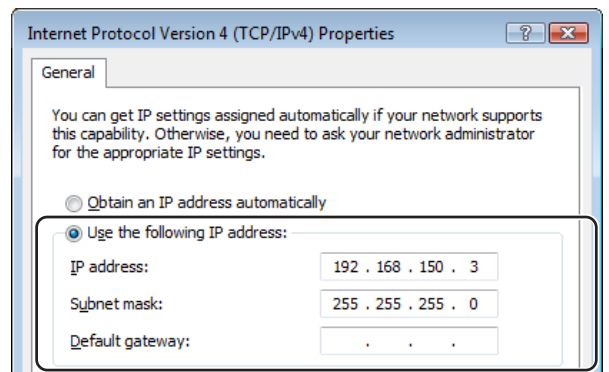 Internet Protocol Version 4 (TCP/IPv4) Properties
General
You can get IP settings assigned automatically if your network supports
this capability. Otherwise, you need to ask your network administrator
for the appropriate IP settings.
Obtain an IP address automatically
Use the following IP address:
IP address: 192 . 168 . 150 . 3
Subnet mask: 255 . 255 . 255 . 0
Default gateway: . . .